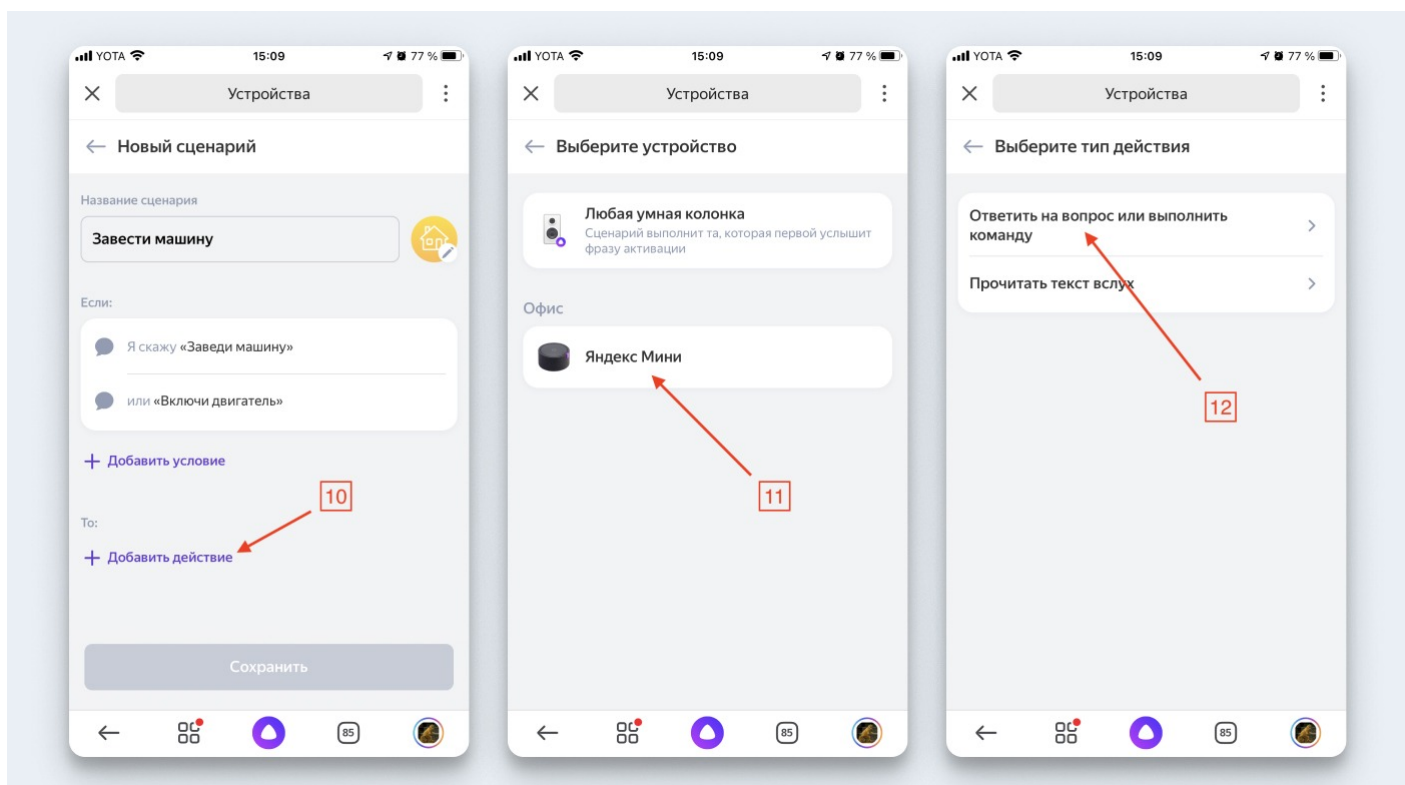 YOTA 15:09 77 %
Устройства
Новый сценарий
Название сценария
Завести машину
Если:
Я скажу «Заведи машину»
или «Включи двигатель»
+ Добавить условие
10
То:
+ Добавить действие
Сохранить
85
YOTA 15:09 77 %
Устройства
Выберите устройство
Любая умная колонка
Сценарий выполнит та, которая первой услышит
фразу активации
Офис
Яндекс Мини
11
85
YOTA 15:09 77 %
Устройства
Выберите тип действия
Ответить на вопрос или выполнить
команду
Прочитать текст вслух
12
85